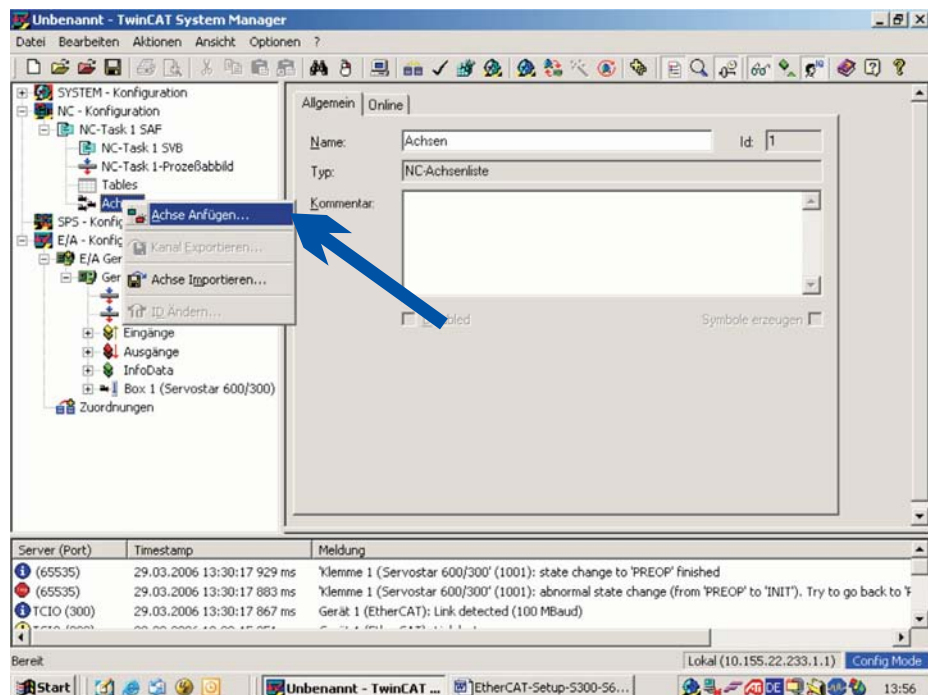 Unbenannt - TwinCAT System Manager
Datei Bearbeiten Aktionen Ansicht Optionen ?
SYSTEM - Konfiguration
NC - Konfiguration
NC-Task 1 SAF
NC-Task 1 SVB
NC-Task 1-Prozeßabbild
Tables
Ach
SPS - Konfig
E/A - Konfig
E/A Ger
Ger
Eingänge
Ausgänge
InfoData
Box 1 (Servostar 600/300)
Zuordnungen
Achse Anfügen...
Kanal Exportieren...
Achse Importieren...
ID Ändern...
Allgemein Online
Name: Achsen Id: 1
Typ: NC-Achsenliste
Kommentar:
Symbole erzeugen
Server (Port) Timestamp Meldung
(65535) 29.03.2006 13:30:17 929 ms 'Klemme 1 (Servostar 600/300' (1001): state change to 'PREOP' finished
(65535) 29.03.2006 13:30:17 883 ms 'Klemme 1 (Servostar 600/300' (1001): abnormal state change (from 'PREOP' to 'INIT'). Try to go back to 'P
TCIO (300) 29.03.2006 13:30:17 867 ms Gerät 1 (EtherCAT): Link detected (100 MBaud)
Bereit Lokal (10.155.22.233.1.1) Config Mode
Start Unbenannt - TwinCAT ... EtherCAT-Setup-S300-S6... DE 13:56